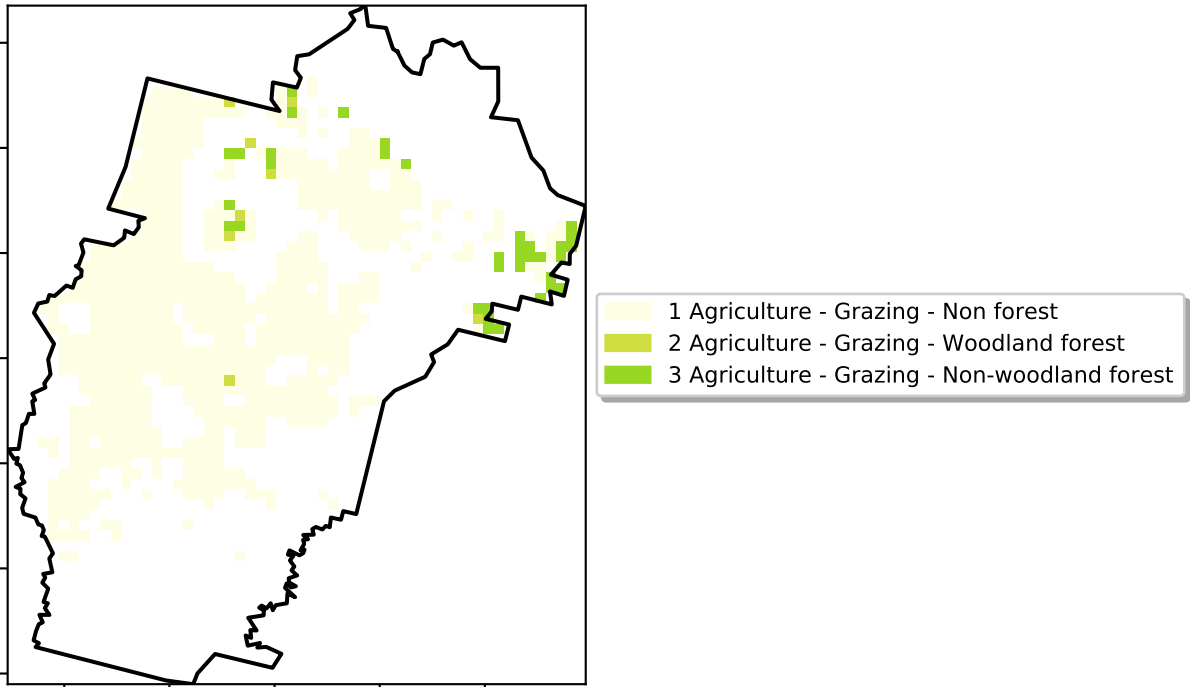 1 Agriculture - Grazing - Non forest
2 Agriculture - Grazing - Woodland forest
3 Agriculture - Grazing - Non-woodland forest